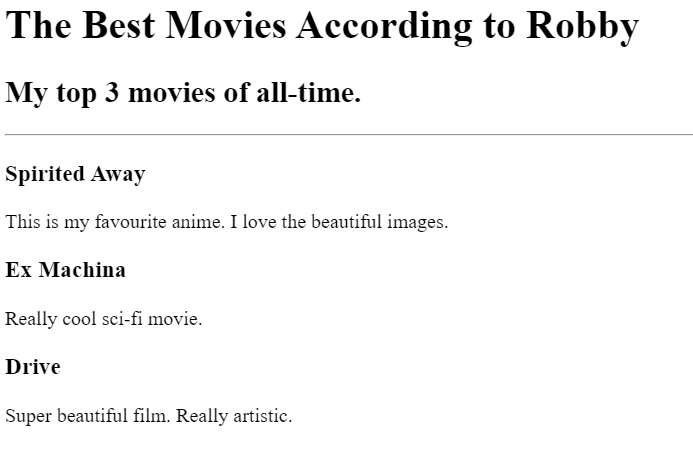 The Best Movies According to Robby
My top 3 movies of all-time.
Spirited Away
This is my favourite anime. I love the beautiful images.
Ex Machina
Really cool sci-fi movie.
Drive
Super beautiful film. Really artistic.